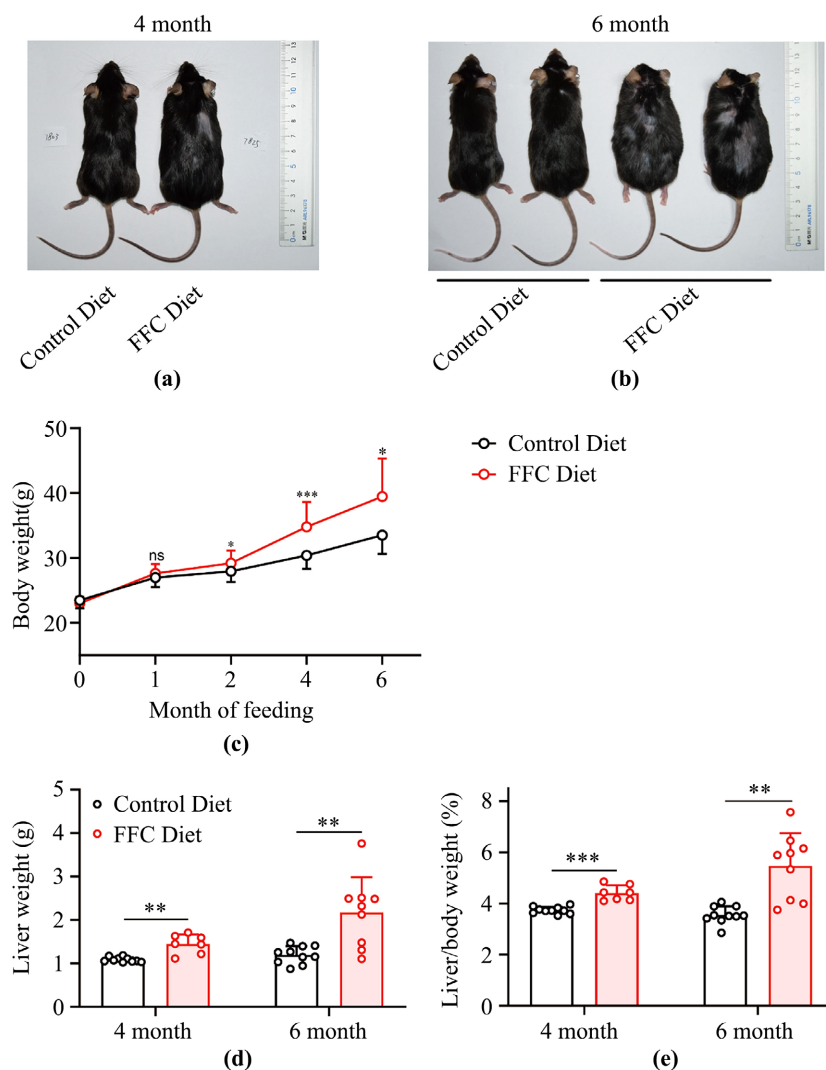 4 month
6 month
Control Diet
FFC Diet
(a)
Control Diet
FFC Diet
(b)
50
40
30
20
0 1 2 4 6
ns
*
***
*
Body weight(g)
Month of feeding
Control Diet
FFC Diet
(c)
5
4
3
2
1
0
Liver weight (g)
Control Diet
FFC Diet
**
**
4 month 6 month
(d)
8
6
4
2
0
Liver/body weight (%)
***
**
4 month 6 month
(e)